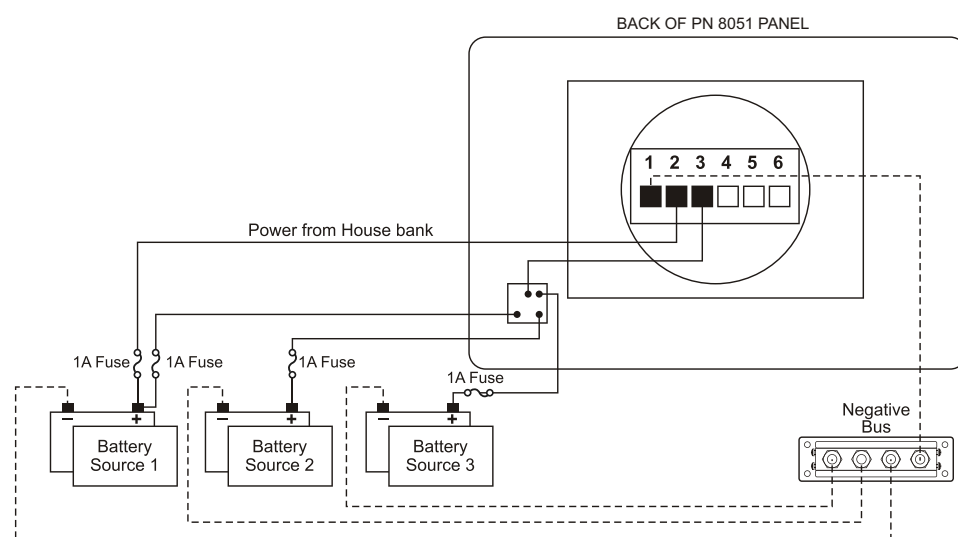 BACK OF PN 8051 PANEL
1 2 3 4 5 6
Power from House bank
1A Fuse
1A Fuse
1A Fuse
1A Fuse
− +
− +
− +
Battery
Source 1
Battery
Source 2
Battery
Source 3
Negative
Bus